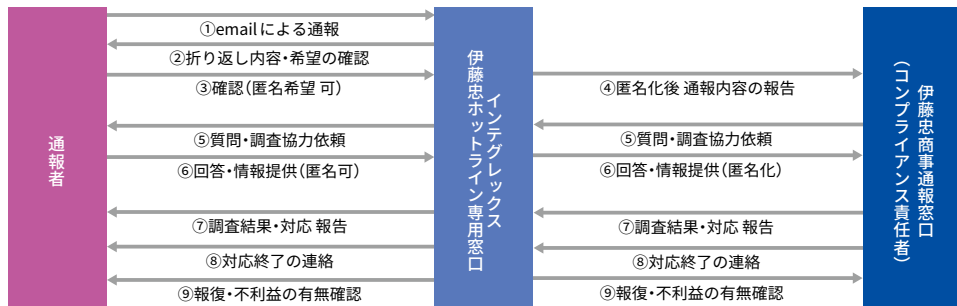 通報者
①emailによる通報
②折り返し内容・希望の確認
③確認（匿名希望 可）
⑤質問・調査協力依頼
⑥回答・情報提供（匿名可）
⑦調査結果・対応 報告
⑧対応終了の連絡
⑨報復・不利益の有無確認
インテグレックス
伊藤忠ホットライン専用窓口
④匿名化後 通報内容の報告
⑤質問・調査協力依頼
⑥回答・情報提供（匿名化）
⑦調査結果・対応 報告
⑧対応終了の連絡
⑨報復・不利益の有無確認
伊藤忠商事通報窓口
（コンプライアンス責任者）